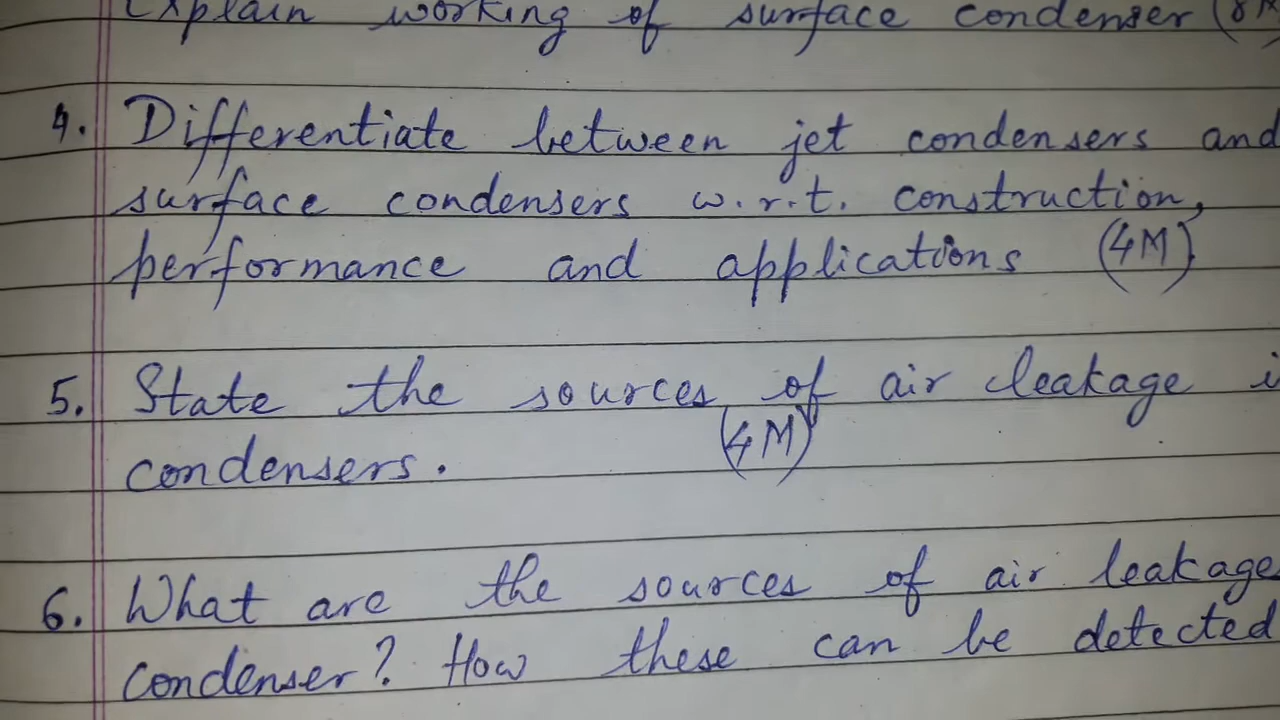 Explain working of surface condenser (8M
4. Differentiate between jet condensers and
surface condensers w.r.t. construction,
performance and applications (4M)
5. State the sources of air leakage i
condensers. (4M)
6. What are the sources of air leakage
condenser? How these can be detected